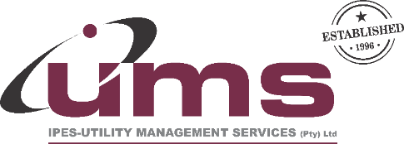 ums
ESTABLISHED
• 1996 •
IPES-UTILITY MANAGEMENT SERVICES (Pty) Ltd